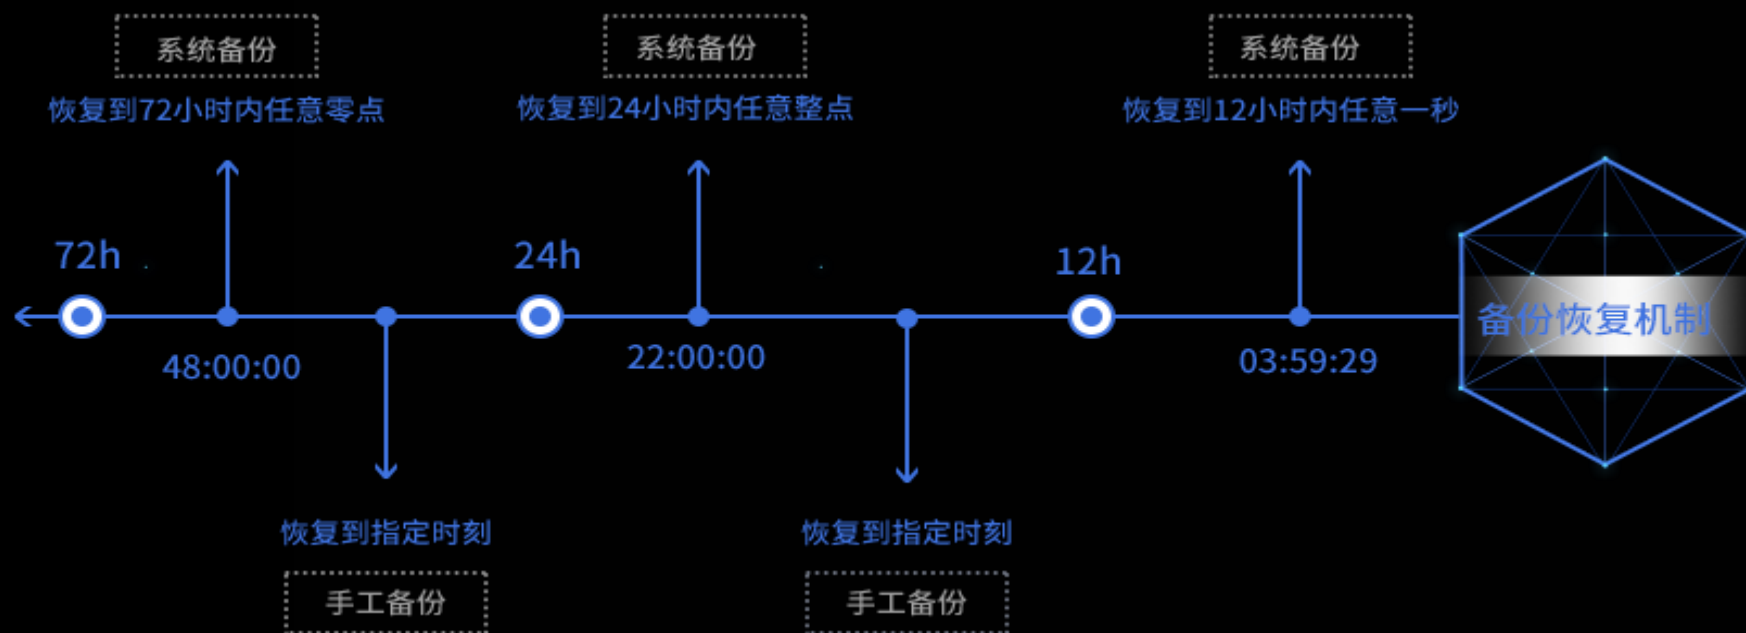 系统备份
系统备份
系统备份
恢复到72小时内任意零点
恢复到24小时内任意整点
恢复到12小时内任意一秒
72h
24h
12h
备份恢复机制
48:00:00
22:00:00
03:59:29
恢复到指定时刻
恢复到指定时刻
手工备份
手工备份